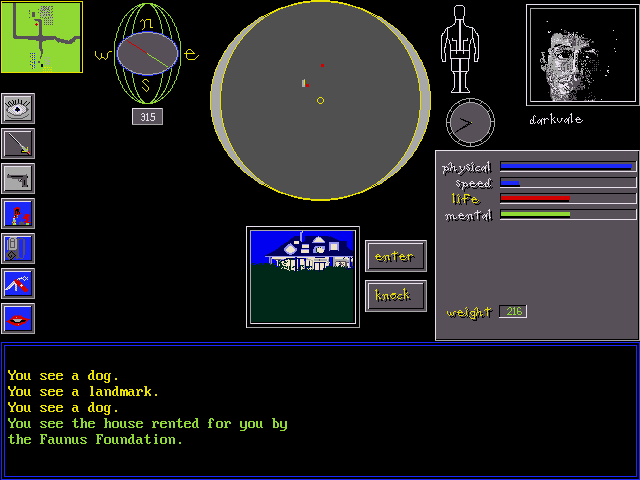 n
w e
s
315
darkvale
physical
speed
life
mental
enter
knock
weight 216
You see a dog.
You see a landmark.
You see a dog.
You see the house rented for you by
the Faunus Foundation.